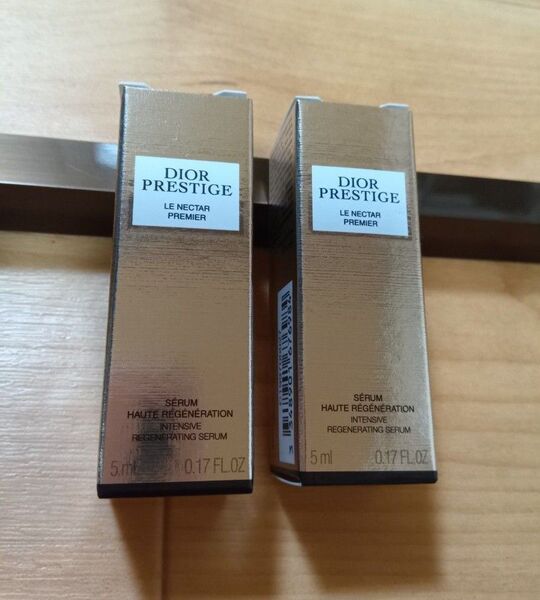 DIOR
PRESTIGE
LE NECTAR
PREMIER
SÉRUM
HAUTE RÉGÉNÉRATION
INTENSIVE
REGENERATING SERUM
5 ml 0.17 FL.OZ
DIOR
PRESTIGE
LE NECTAR
PREMIER
SÉRUM
HAUTE RÉGÉNÉRATION
INTENSIVE
REGENERATING SERUM
5 ml 0.17 FL.OZ